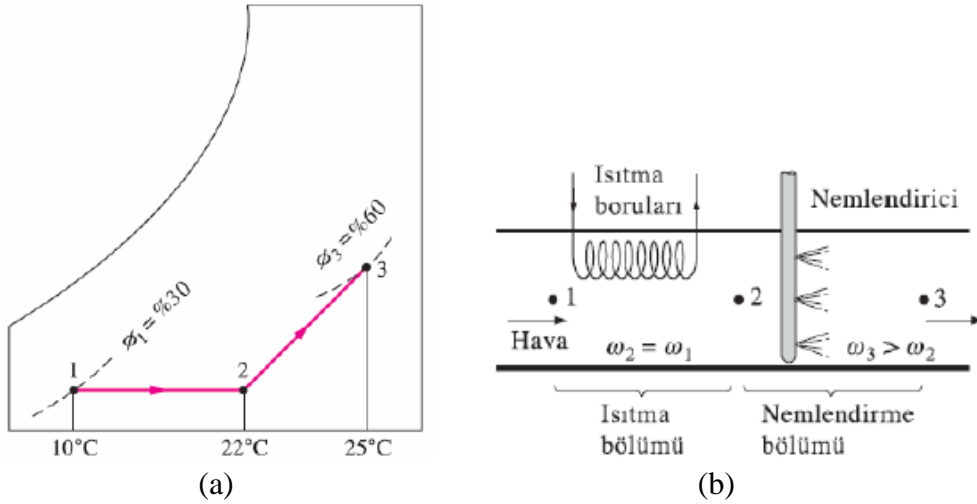 ϕ₁ = %30
ϕ₃ = %60
1
2
3
10°C
22°C
25°C
(a)
Isıtma
boruları
Nemlendirici
1
2
3
Hava
ω₂ = ω₁
ω₃ > ω₂
Isıtma
bölümü
Nemlendirme
bölümü
(b)